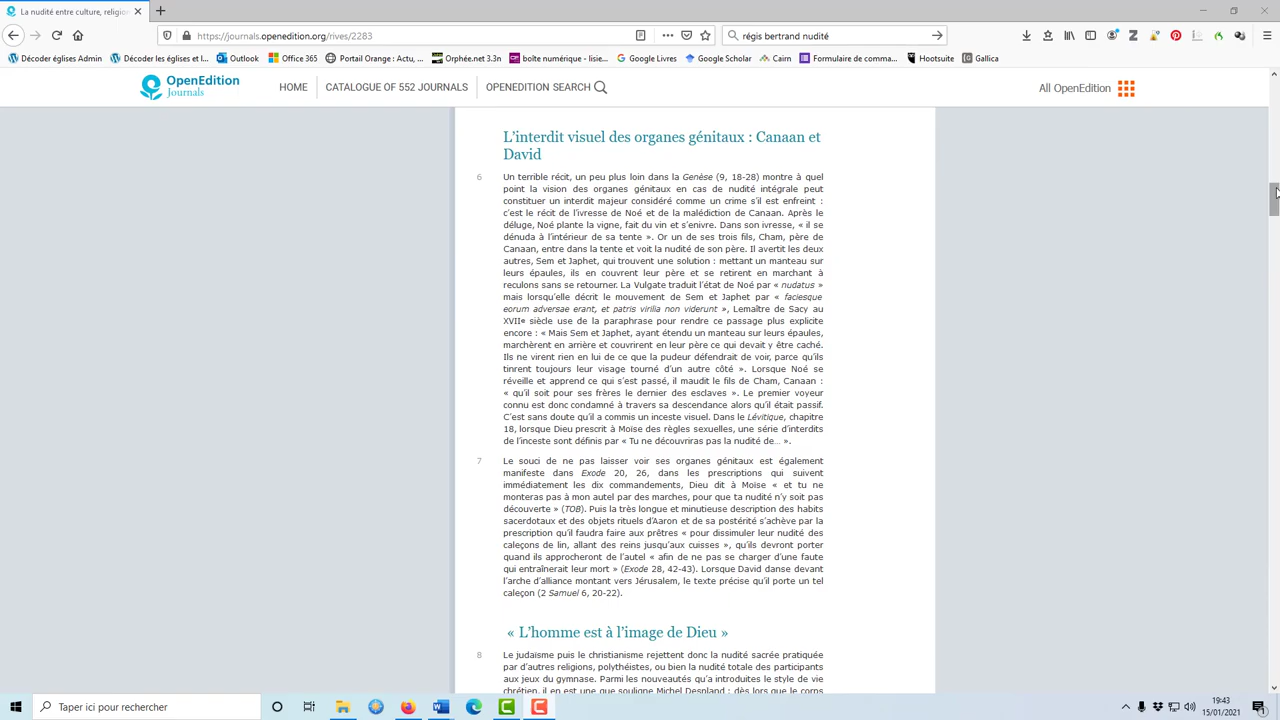 La nudité entre culture, religio
https://journals.openedition.org/rives/2283
régis bertrand nudité
Décoder églises Admin
Décoder les églises et l...
Outlook
Office 365
Portail Orange : Actu, ...
Orphée.net 3.3n
boîte numérique - lisie...
Google Livres
Google Scholar
Cairn
Formulaire de comma...
Hootsuite
Gallica
OpenEdition
Journals
HOME
CATALOGUE OF 552 JOURNALS
OPENEDITION SEARCH
All OpenEdition
L'interdit visuel des organes génitaux : Canaan et
David
6
Un terrible récit, un peu plus loin dans la Genèse (9, 18-28) montre à quel
point la vision des organes génitaux en cas de nudité intégrale peut
constituer un interdit majeur considéré comme un crime s'il est enfreint :
c'est le récit de l'ivresse de Noé et de la malédiction de Canaan. Après le
déluge, Noé plante la vigne, fait du vin et s'enivre. Dans son ivresse, « il se
dénuda à l'intérieur de sa tente ». Or un de ses trois fils, Cham, père de
Canaan, entre dans la tente et voit la nudité de son père. Il avertit les deux
autres, Sem et Japhet, qui trouvent une solution : mettant un manteau sur
leurs épaules, ils en couvrent leur père et se retirent en marchant à
reculons sans se retourner. La Vulgate traduit l'état de Noé par « nudatus »
mais lorsqu'elle décrit le mouvement de Sem et Japhet par « faciesque
eorum adversae erant, et patris virilia non viderunt », Lemaître de Sacy au
XVIIe siècle use de la paraphrase pour rendre ce passage plus explicite
encore : « Mais Sem et Japhet, ayant étendu un manteau sur leurs épaules,
marchèrent en arrière et couvrirent en leur père ce qui devait y être caché.
Ils ne virent rien en lui de ce que la pudeur défendrait de voir, parce qu'ils
tinrent toujours leur visage tourné d'un autre côté ». Lorsque Noé se
réveille et apprend ce qui s'est passé, il maudit le fils de Cham, Canaan :
« qu'il soit pour ses frères le dernier des esclaves ». Le premier voyeur
connu est donc condamné à travers sa descendance alors qu'il était passif.
C'est sans doute qu'il a commis un inceste visuel. Dans le Lévitique, chapitre
18, lorsque Dieu prescrit à Moïse des règles sexuelles, une série d'interdits
de l'inceste sont définis par « Tu ne découvriras pas la nudité de... ».
7
Le souci de ne pas laisser voir ses organes génitaux est également
manifeste dans Exode 20, 26, dans les prescriptions qui suivent
immédiatement les dix commandements, Dieu dit à Moïse « et tu ne
monteras pas à mon autel par des marches, pour que ta nudité n'y soit pas
découverte » (TOB). Puis la très longue et minutieuse description des habits
sacerdotaux et des objets rituels d'Aaron et de sa postérité s'achève par la
prescription qu'il faudra faire aux prêtres « pour dissimuler leur nudité des
caleçons de lin, allant des reins jusqu'aux cuisses », qu'ils devront porter
quand ils approcheront de l'autel « afin de ne pas se charger d'une faute
qui entraînerait leur mort » (Exode 28, 42-43). Lorsque David danse devant
l'arche d'alliance montant vers Jérusalem, le texte précise qu'il porte un tel
caleçon (2 Samuel 6, 20-22).
« L'homme est à l'image de Dieu »
8
Le judaïsme puis le christianisme rejettent donc la nudité sacrée pratiquée
par d'autres religions, polythéistes, ou bien la nudité totale des participants
aux jeux du gymnase. Parmi les nouveautés qu'a introduites le style de vie
chrétien, il en est une que souligne Michel Despland : dès lors que le corps
Taper ici pour rechercher
19:43
15/01/2021